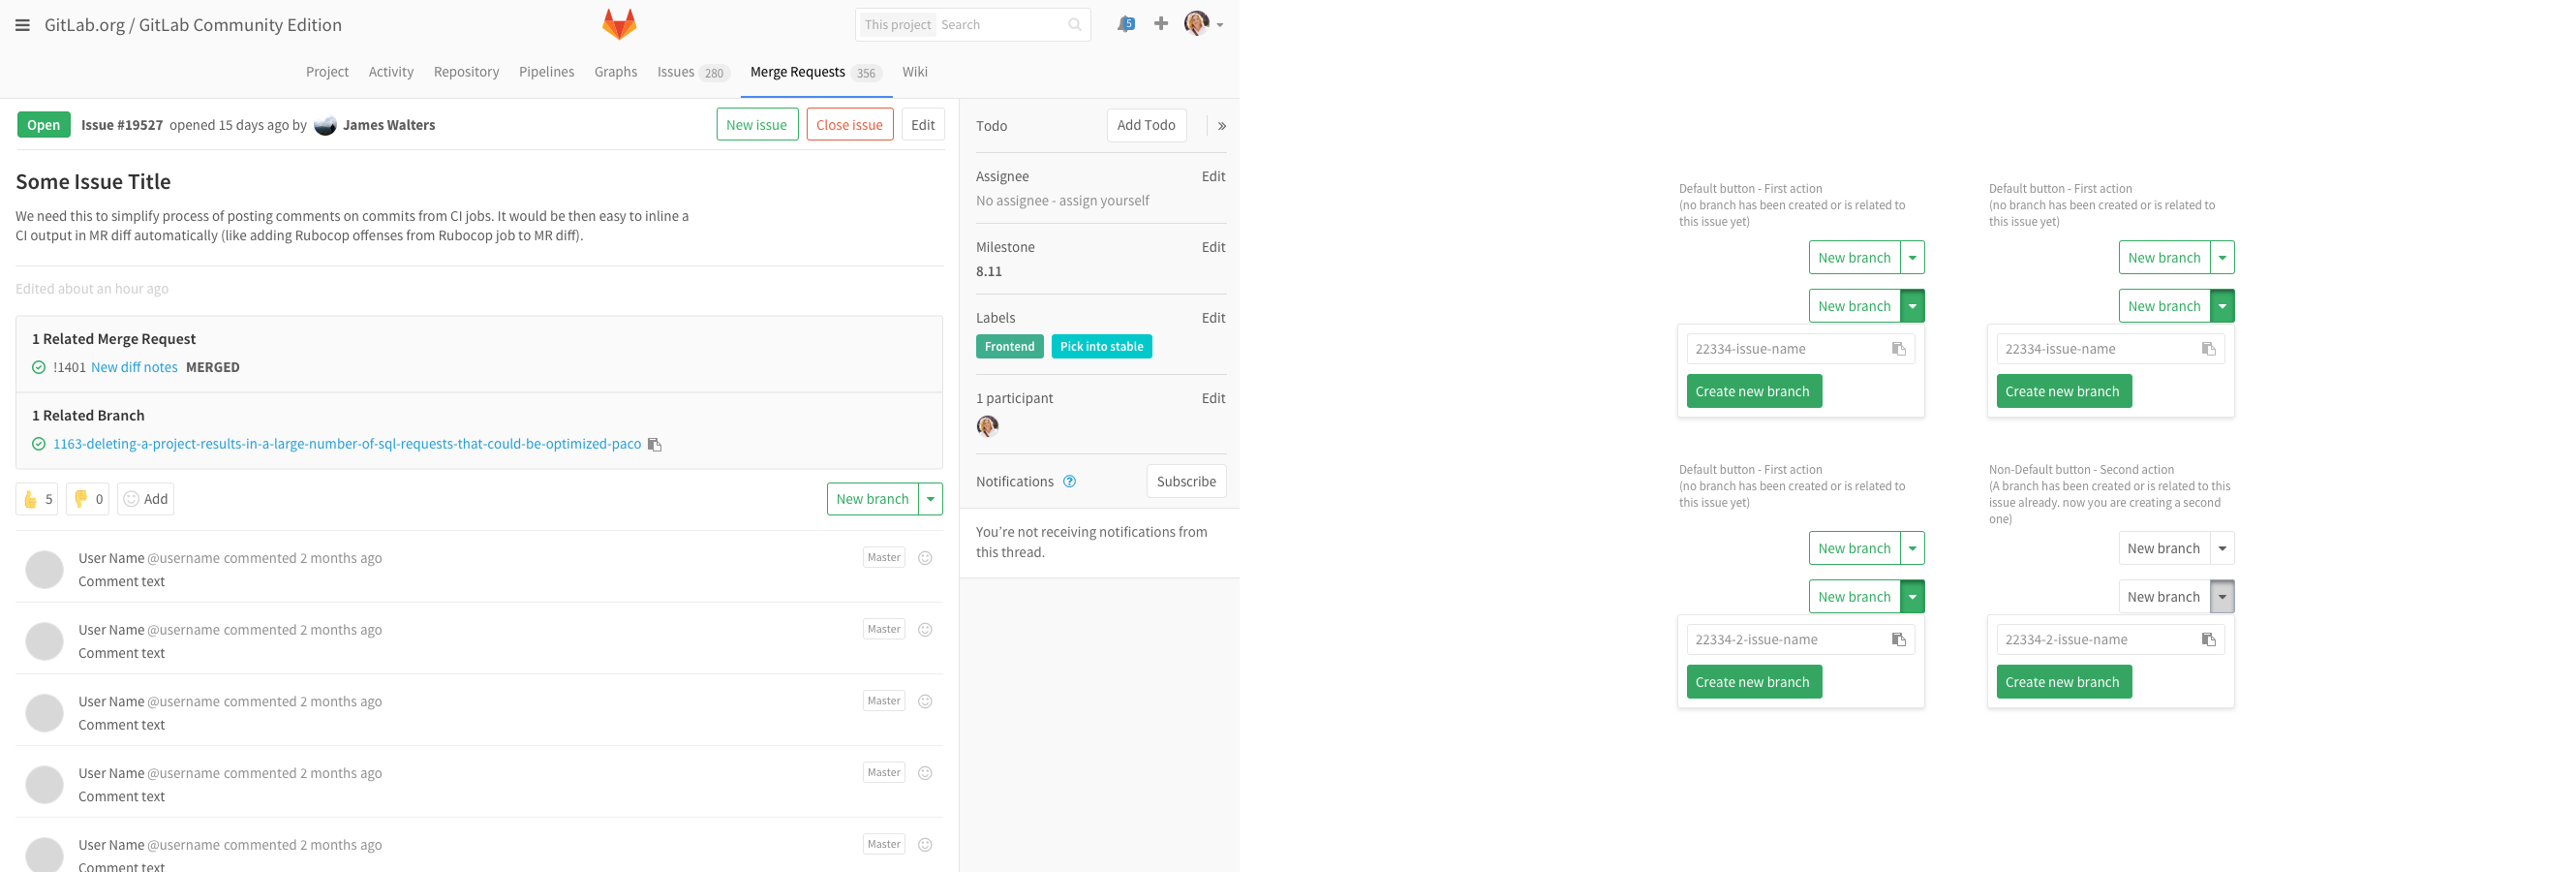 GitLab.org / GitLab Community Edition
This project Search
5
Project Activity Repository Pipelines Graphs Issues 280 Merge Requests 356 Wiki
Open Issue #19527 opened 15 days ago by James Walters New issue Close issue Edit
Some Issue Title
We need this to simplify process of posting comments on commits from CI jobs. It would be then easy to inline a
CI output in MR diff automatically (like adding Rubocop offenses from Rubocop job to MR diff).
Edited about an hour ago
1 Related Merge Request
!1401 New diff notes MERGED
1 Related Branch
1163-deleting-a-project-results-in-a-large-number-of-sql-requests-that-could-be-optimized-paco
5 0 Add New branch
User Name @username commented 2 months ago Master
Comment text
User Name @username commented 2 months ago Master
Comment text
User Name @username commented 2 months ago Master
Comment text
User Name @username commented 2 months ago Master
Comment text
User Name @username commented 2 months ago Master
Comment text
Todo Add Todo »
Assignee Edit
No assignee - assign yourself
Milestone Edit
8.11
Labels Edit
Frontend Pick into stable
1 participant Edit
Notifications ? Subscribe
You're not receiving notifications from
this thread.
Default button - First action
(no branch has been created or is related to
this issue yet)
New branch
New branch
22334-issue-name
Create new branch
Default button - First action
(no branch has been created or is related to
this issue yet)
New branch
New branch
22334-issue-name
Create new branch
Default button - First action
(no branch has been created or is related to
this issue yet)
New branch
New branch
22334-2-issue-name
Create new branch
Non-Default button - Second action
(A branch has been created or is related to this
issue already. now you are creating a second
one)
New branch
New branch
22334-2-issue-name
Create new branch